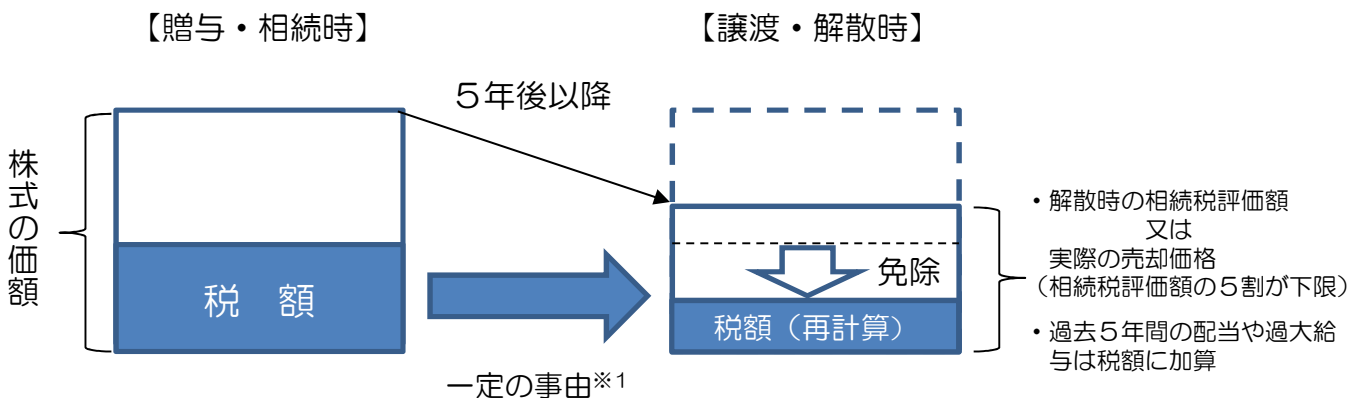 【贈与・相続時】
【譲渡・解散時】
５年後以降
株式の価額
税　額
一定の事由※1
免除
税額（再計算）
・解散時の相続税評価額
又は
実際の売却価格
（相続税評価額の５割が下限）
・過去５年間の配当や過大給
与は税額に加算